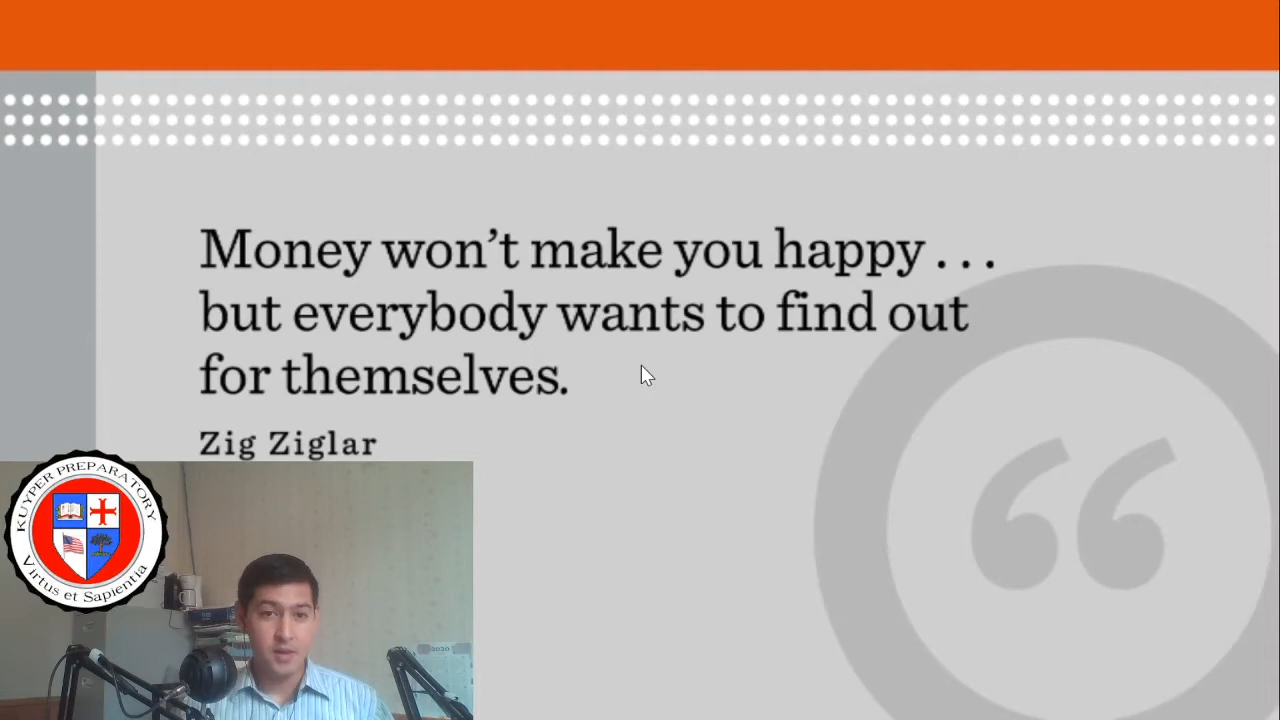 Money won’t make you happy . . .
but everybody wants to find out
for themselves.
Zig Ziglar
KUYPER PREPARATORY
Virtus et Sapientia
2020